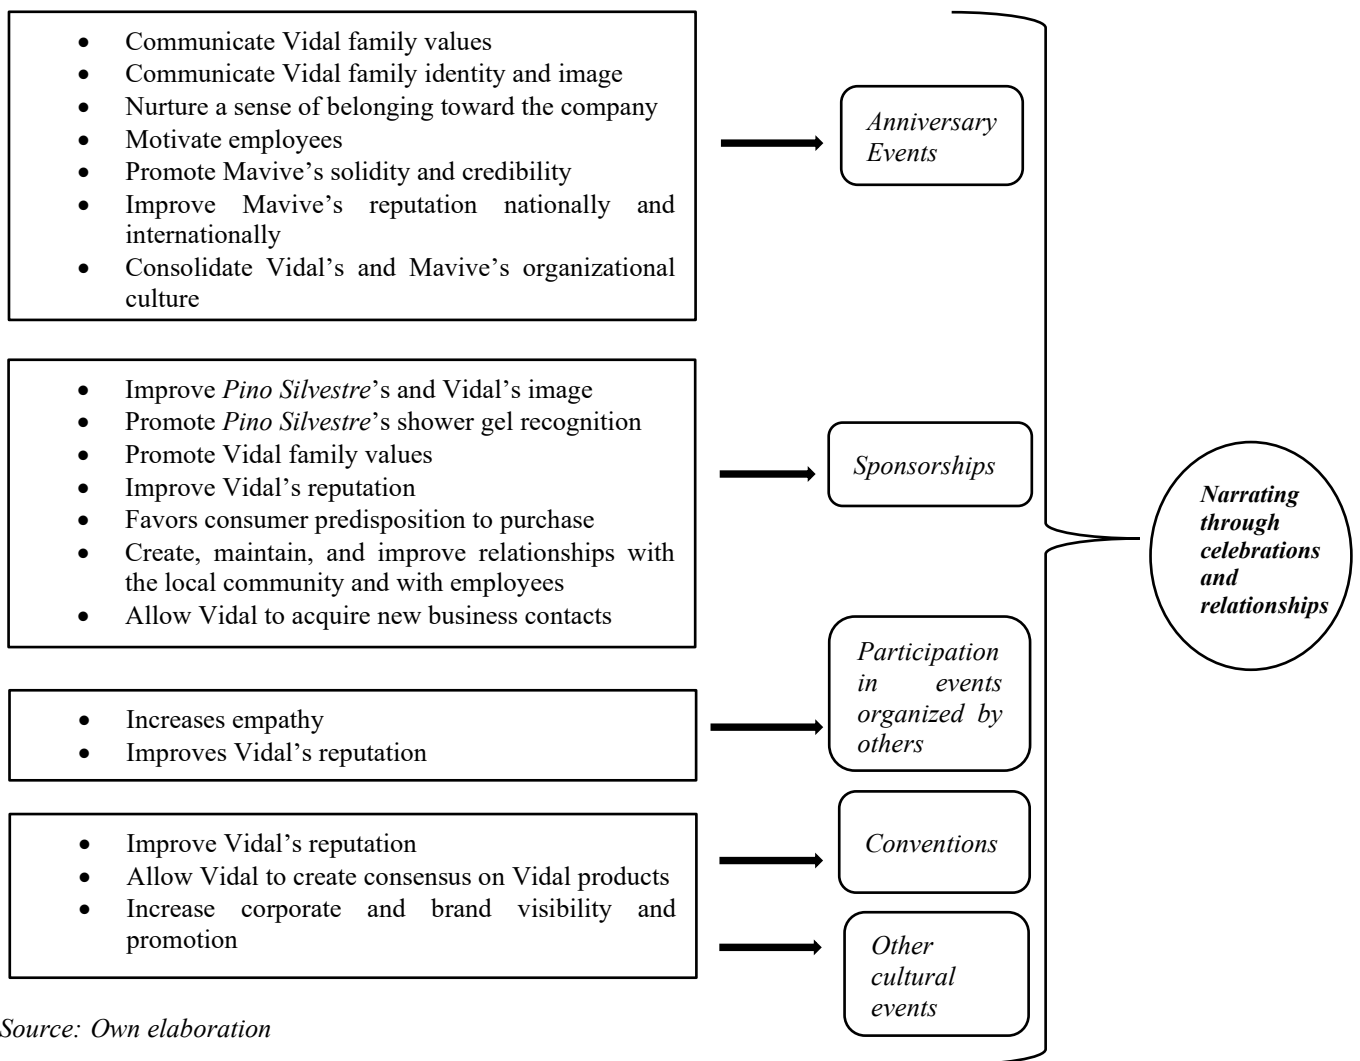 • Communicate Vidal family values
• Communicate Vidal family identity and image
• Nurture a sense of belonging toward the company
• Motivate employees
• Promote Mavive’s solidity and credibility
• Improve Mavive’s reputation nationally and
internationally
• Consolidate Vidal’s and Mavive’s organizational
culture
Anniversary
Events
• Improve Pino Silvestre’s and Vidal’s image
• Promote Pino Silvestre’s shower gel recognition
• Promote Vidal family values
• Improve Vidal’s reputation
• Favors consumer predisposition to purchase
• Create, maintain, and improve relationships with
the local community and with employees
• Allow Vidal to acquire new business contacts
Sponsorships
• Increases empathy
• Improves Vidal’s reputation
Participation
in events
organized by
others
• Improve Vidal’s reputation
• Allow Vidal to create consensus on Vidal products
• Increase corporate and brand visibility and
promotion
Conventions
Other
cultural
events
Narrating
through
celebrations
and
relationships
Source: Own elaboration